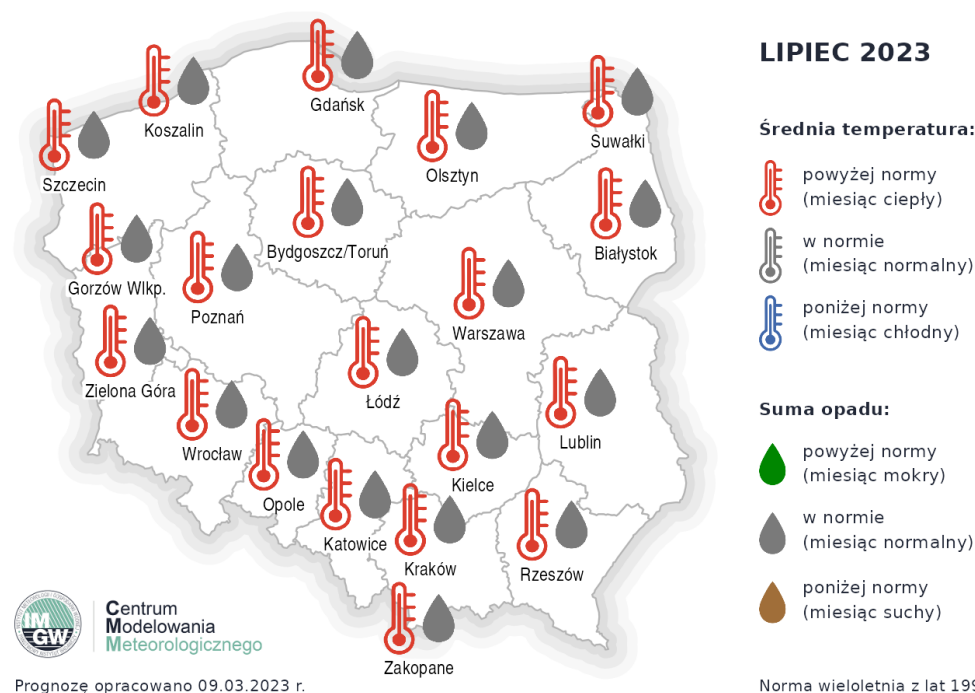 LIPIEC 2023
Średnia temperatura:
powyżej normy
(miesiąc ciepły)
w normie
(miesiąc normalny)
poniżej normy
(miesiąc chłodny)
Suma opadu:
powyżej normy
(miesiąc mokry)
w normie
(miesiąc normalny)
poniżej normy
(miesiąc suchy)
Gdańsk
Koszalin
Suwałki
Olsztyn
Szczecin
Bydgoszcz/Toruń
Białystok
Gorzów Wlkp.
Poznań
Warszawa
Zielona Góra
Łódź
Lublin
Wrocław
Kielce
Opole
Katowice
Kraków
Rzeszów
Zakopane
IM
GW
Centrum
Modelowania
Meteorologicznego
Prognozę opracowano 09.03.2023 r.
Norma wieloletnia z lat 199